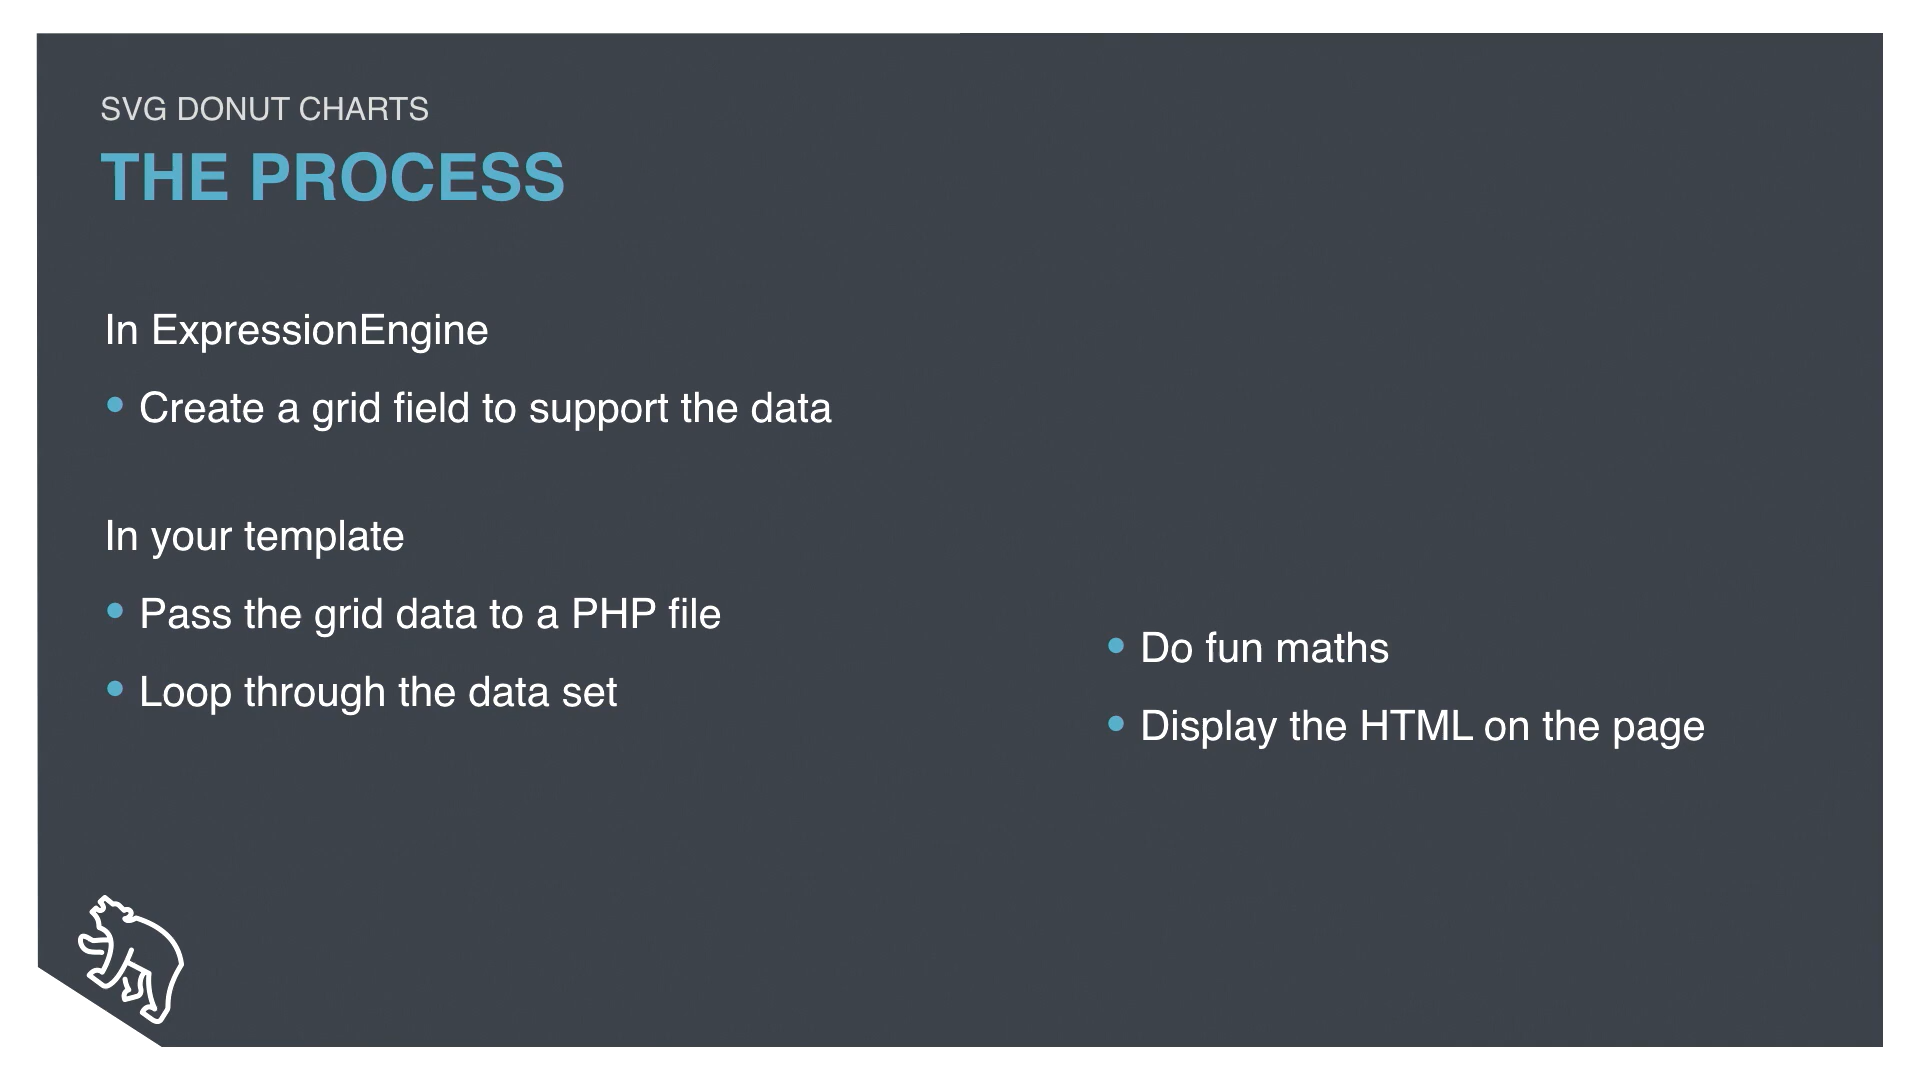 SVG DONUT CHARTS
THE PROCESS
In ExpressionEngine
• Create a grid field to support the data
In your template
• Pass the grid data to a PHP file
• Loop through the data set
• Do fun maths
• Display the HTML on the page